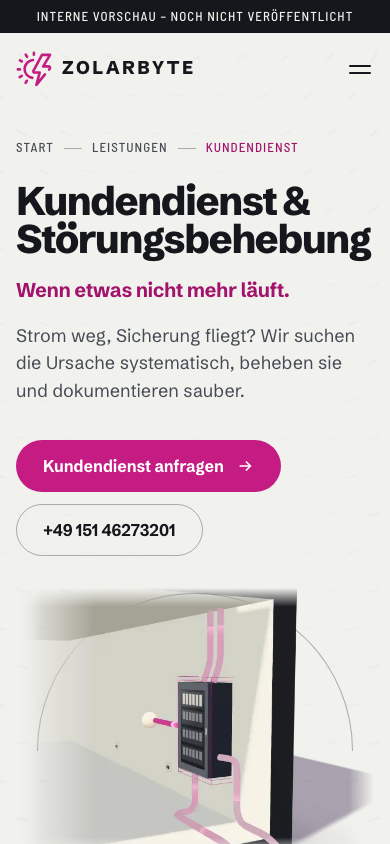 INTERNE VORSCHAU – NOCH NICHT VERÖFFENTLICHT
ZOLARBYTE
START — LEISTUNGEN — KUNDENDIENST
Kundendienst &
Störungsbehebung
Wenn etwas nicht mehr läuft.
Strom weg, Sicherung fliegt? Wir suchen
die Ursache systematisch, beheben sie
und dokumentieren sauber.
Kundendienst anfragen →
+49 151 46273201